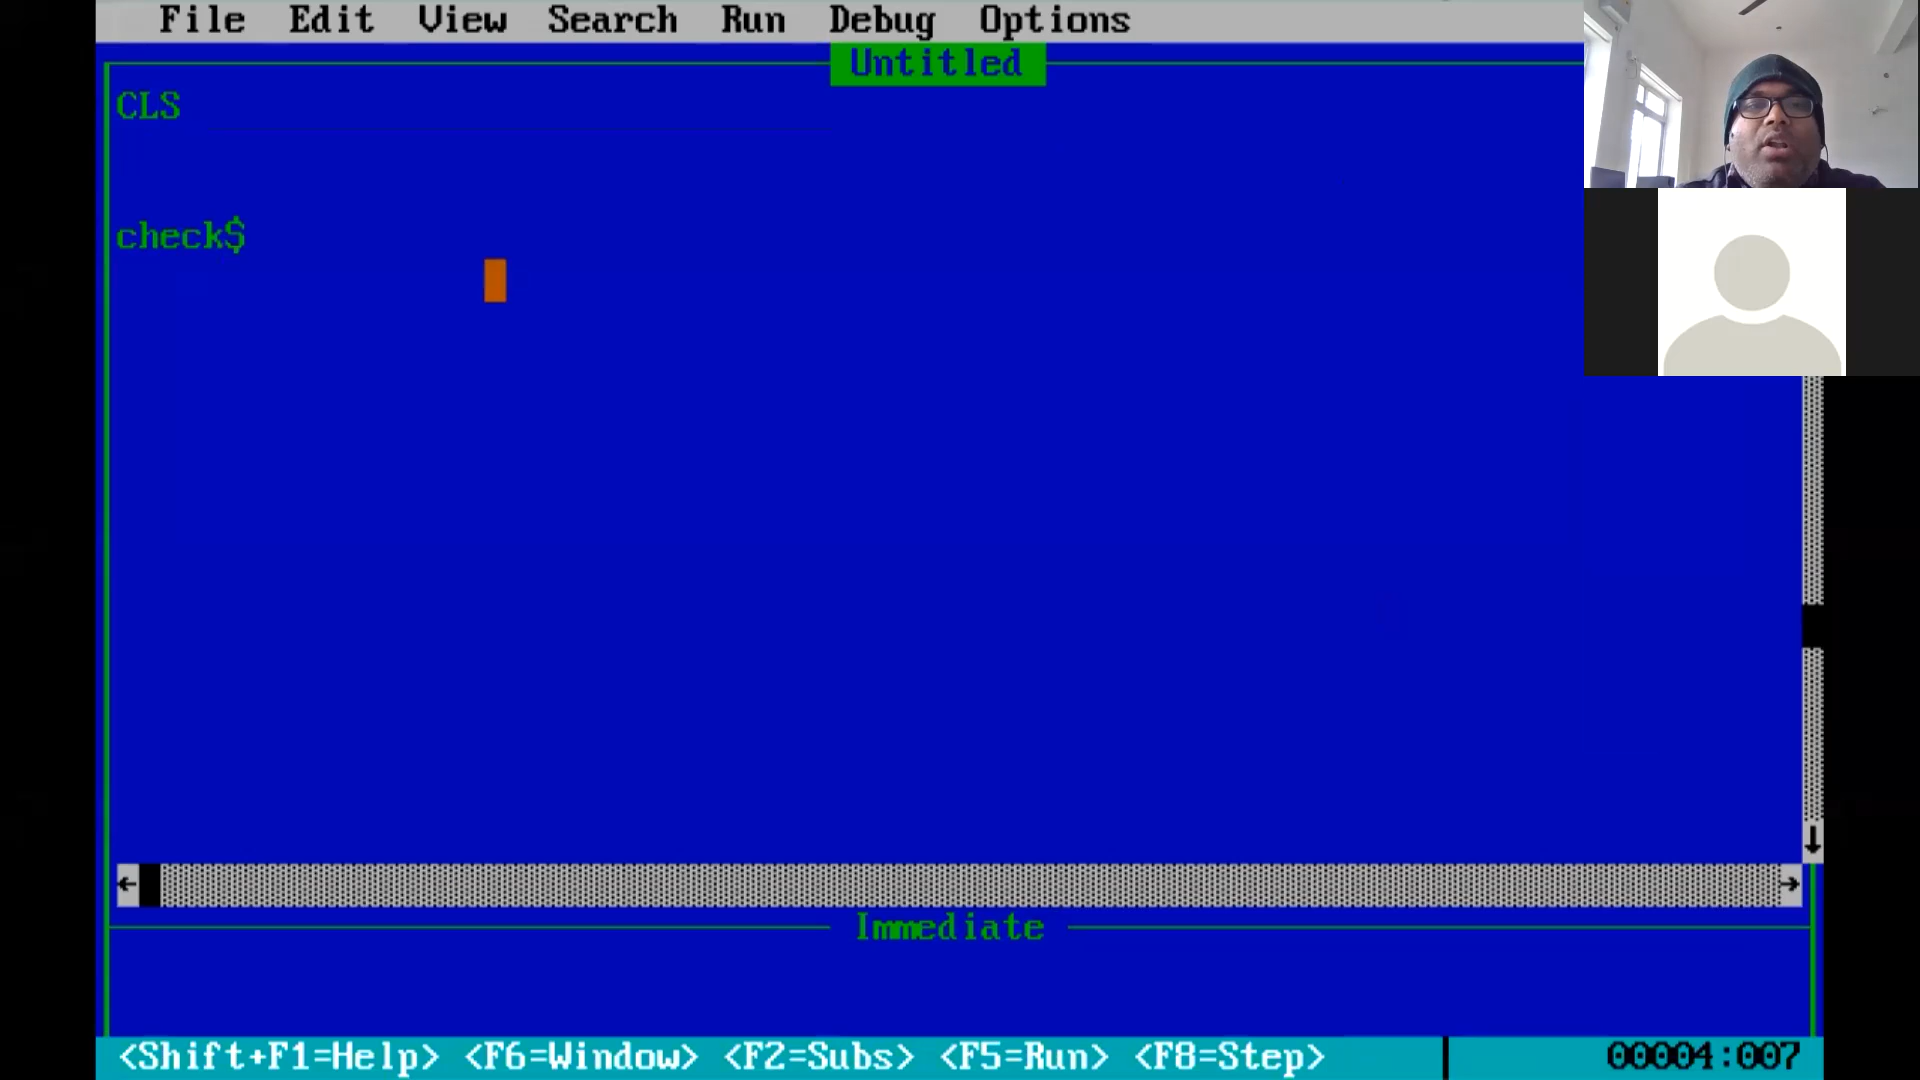 File Edit View Search Run Debug Options
Untitled
CLS
check$
Immediate
<Shift+F1=Help> <F6=Window> <F2=Subs> <F5=Run> <F8=Step> 00004:007